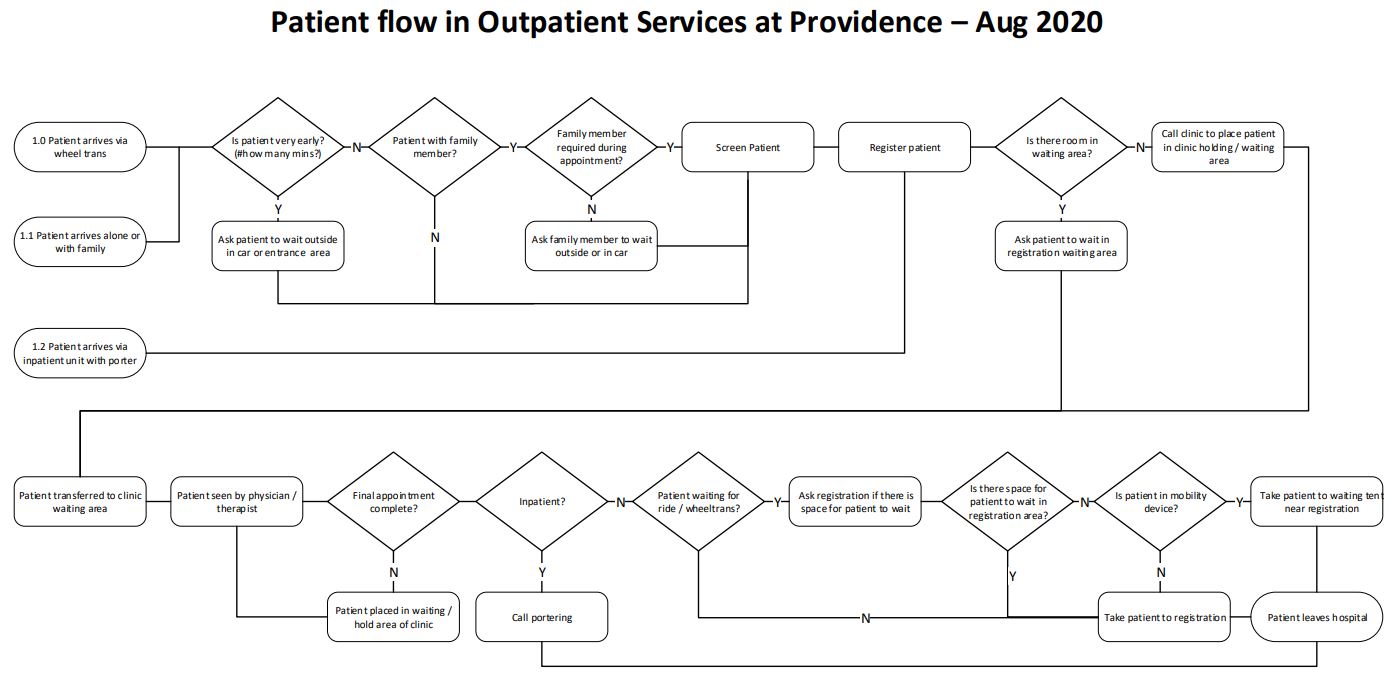 Patient flow in Outpatient Services at Providence – Aug 2020
1.0 Patient arrives via
wheel trans
1.1 Patient arrives alone or
with family
1.2 Patient arrives via
inpatient unit with porter
Is patient very early?
(#how many mins?)
N
Y
Ask patient to wait outside
in car or entrance area
Patient with family
member?
Y
N
Family member
required during
appointment?
Y
N
Ask family member to wait
outside or in car
Screen Patient
Register patient
Is there room in
waiting area?
N
Y
Ask patient to wait in
registration waiting area
Call clinic to place patient
in clinic holding / waiting
area
Patient transferred to clinic
waiting area
Patient seen by physician /
therapist
Final appointment
complete?
N
Patient placed in waiting /
hold area of clinic
Inpatient?
N
Y
Call portering
Patient waiting for
ride / wheeltrans?
Y
N
Ask registration if there is
space for patient to wait
Is there space for
patient to wait in
registration area?
N
Y
Is patient in mobility
device?
Y
N
Take patient to registration
Take patient to waiting tent
near registration
Patient leaves hospital